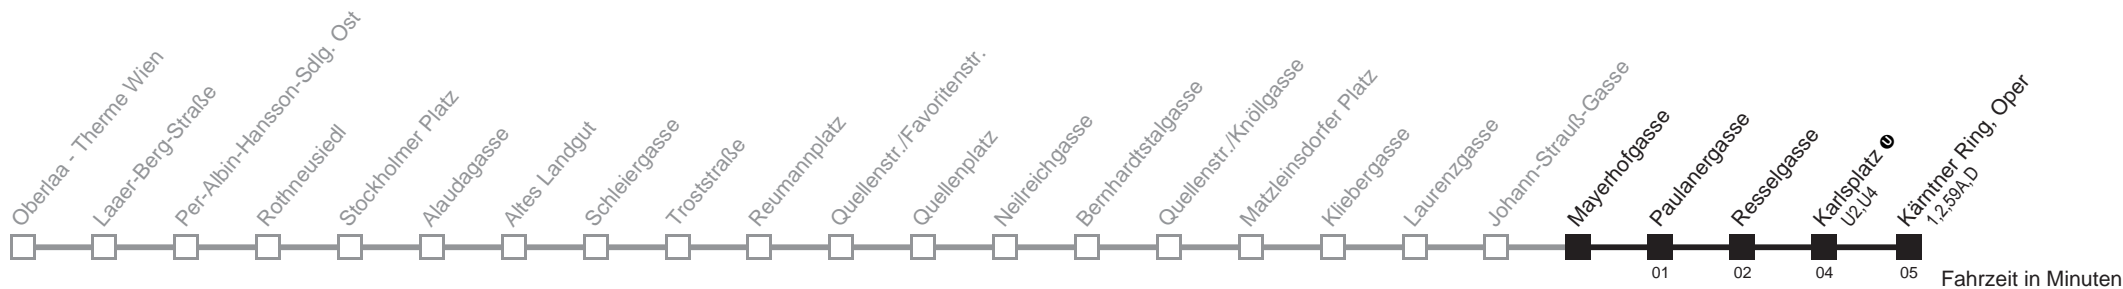 Oberlaa - Therme Wien
Laaer-Berg-Straße
Per-Albin-Hansson-Sdlg. Ost
Rothneusiedl
Stockholmer Platz
Alaudagasse
Altes Landgut
Schleiergasse
Troststraße
Reumannplatz
Quellenstr./Favoritenstr.
Quellenplatz
Neilreichgasse
Bernhardtstalgasse
Quellenstr./Knöllgasse
Matzleinsdorfer Platz
Kliebergasse
Laurenzgasse
Johann-Strauß-Gasse
Mayerhofgasse
Paulanergasse
Resselgasse
Karlsplatz U
U2,U4
Kärntner Ring, Oper
1,2,59A,D
01 02 04 05 Fahrzeit in Minuten